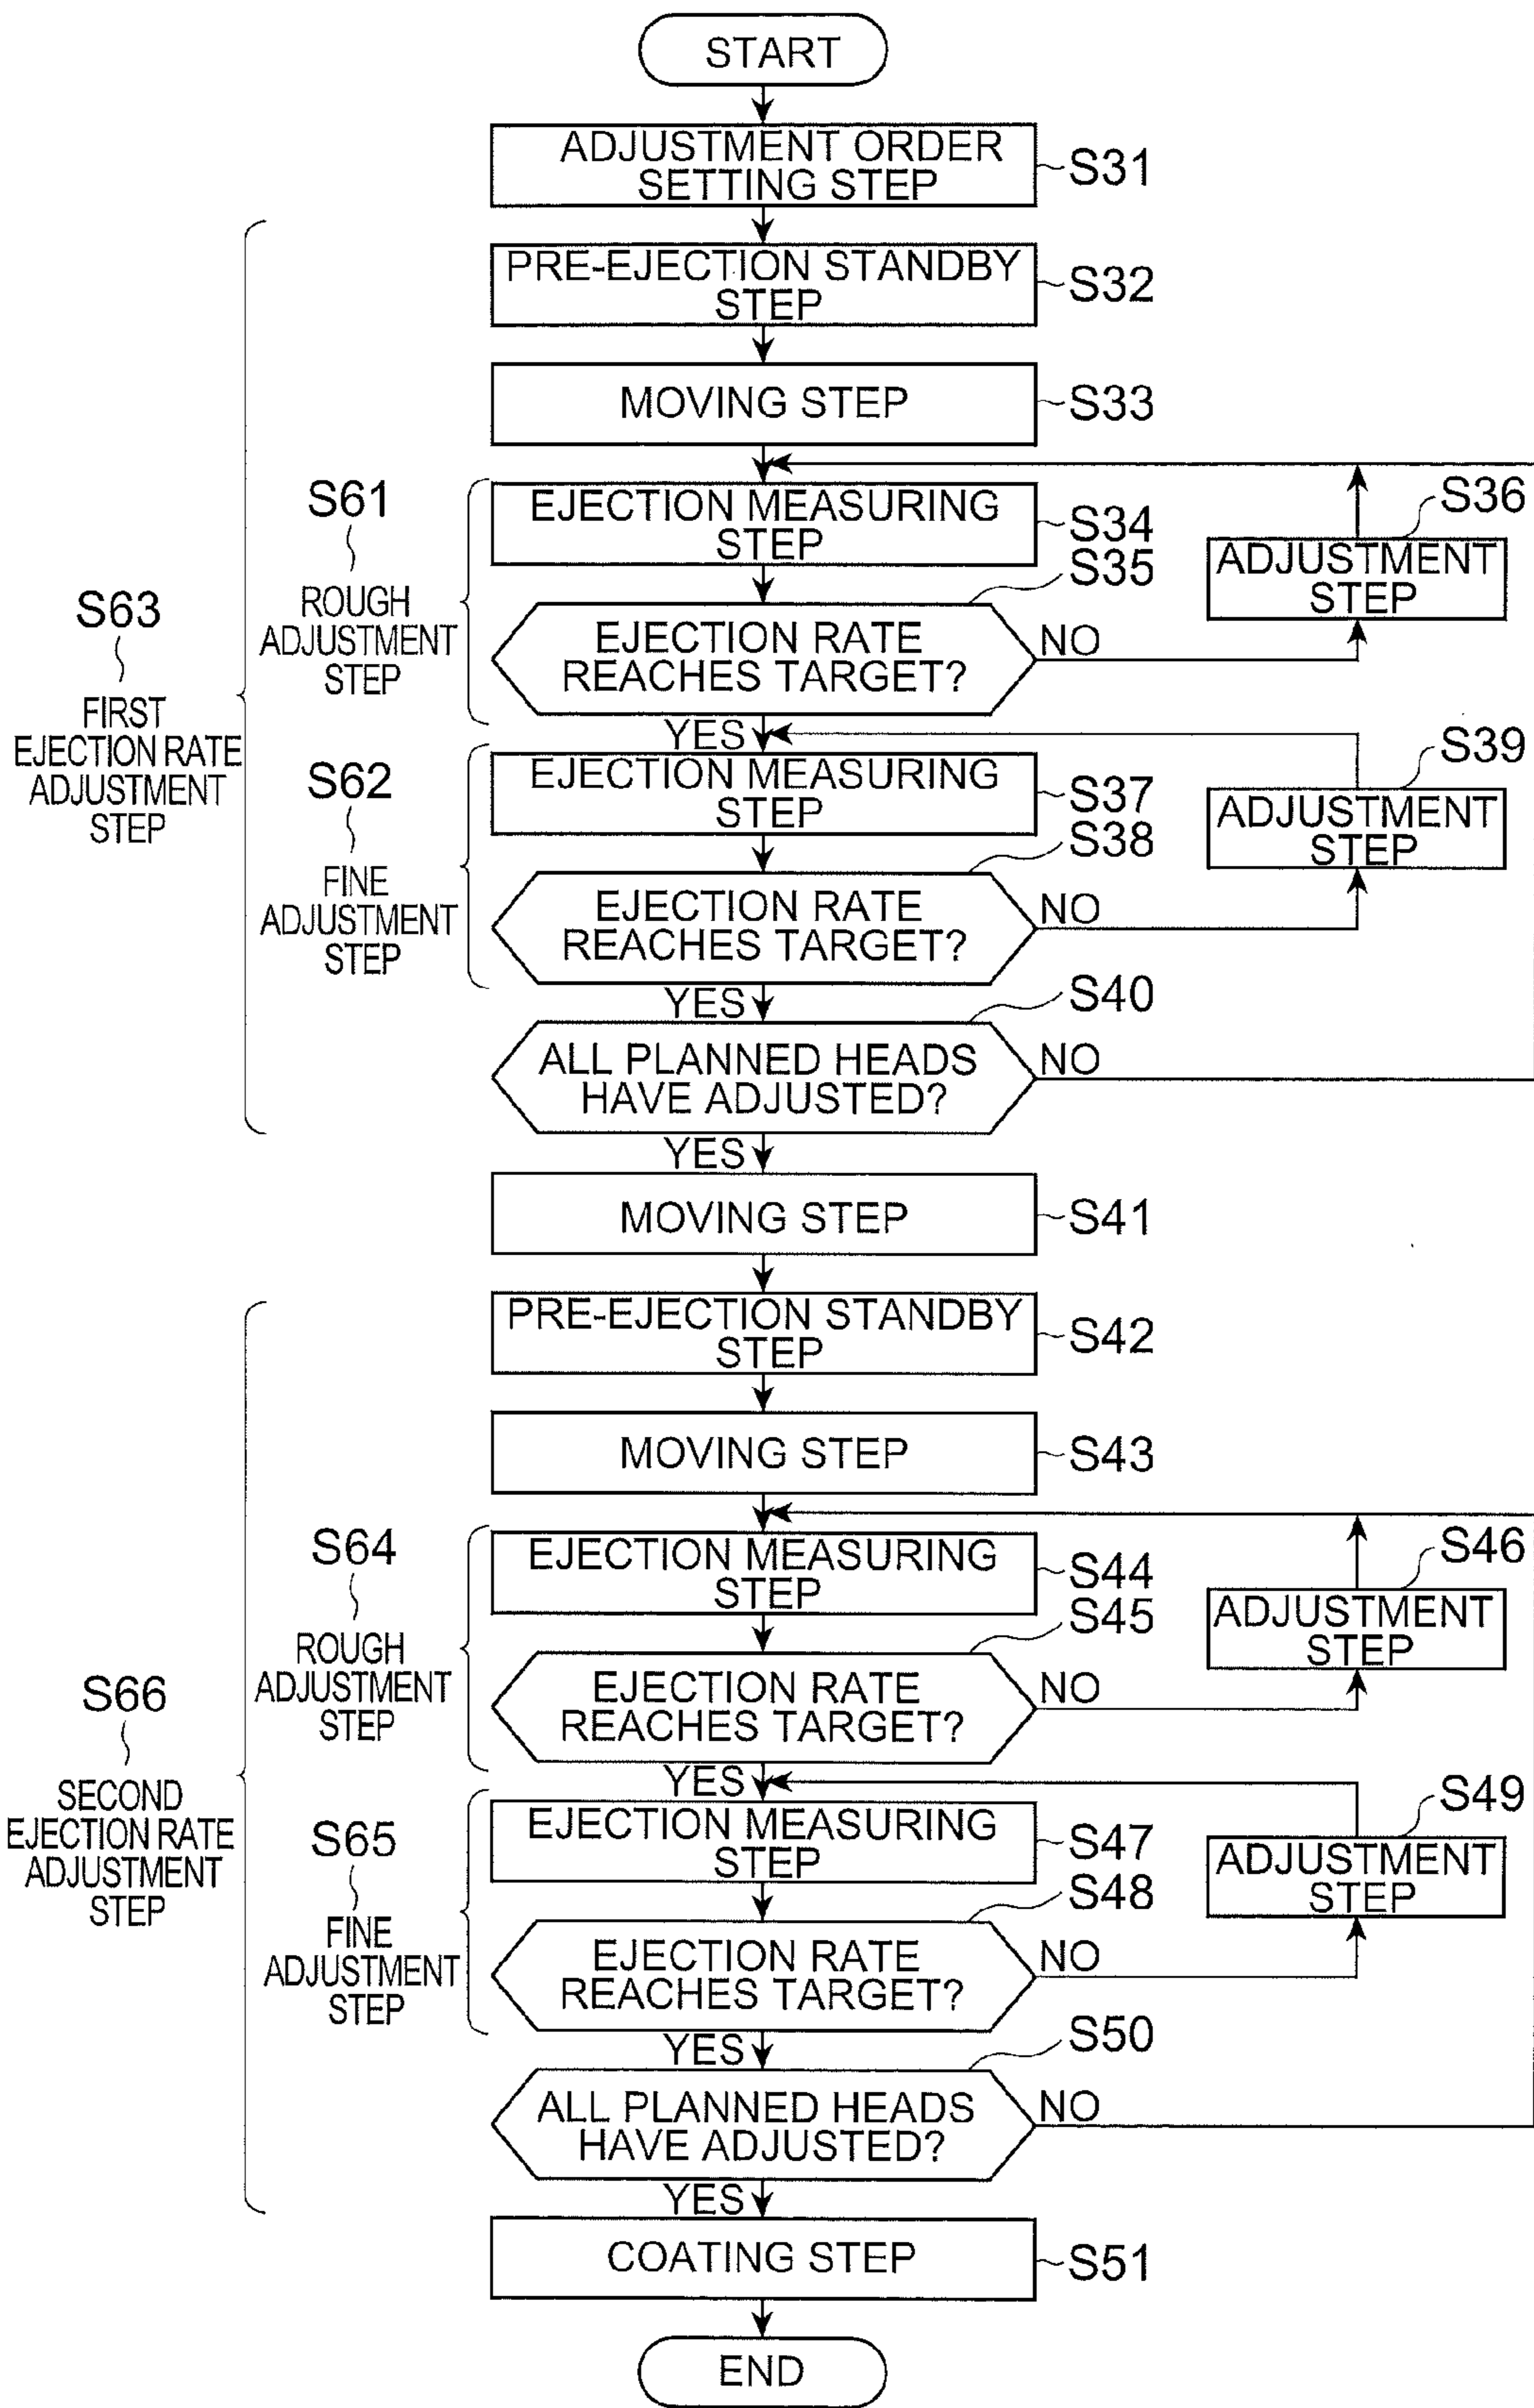 START
ADJUSTMENT ORDER
SETTING STEP
S31
PRE-EJECTION STANDBY
STEP
S32
MOVING STEP
S33
S61
ROUGH
ADJUSTMENT
STEP
EJECTION MEASURING
STEP
S34
S35
EJECTION RATE
REACHES TARGET?
NO
YES
S36
ADJUSTMENT
STEP
S63
FIRST
EJECTION RATE
ADJUSTMENT
STEP
S62
FINE
ADJUSTMENT
STEP
EJECTION MEASURING
STEP
S37
S38
EJECTION RATE
REACHES TARGET?
NO
YES
S39
ADJUSTMENT
STEP
S40
ALL PLANNED HEADS
HAVE ADJUSTED?
NO
YES
MOVING STEP
S41
PRE-EJECTION STANDBY
STEP
S42
MOVING STEP
S43
S64
ROUGH
ADJUSTMENT
STEP
EJECTION MEASURING
STEP
S44
S45
EJECTION RATE
REACHES TARGET?
NO
YES
S46
ADJUSTMENT
STEP
S66
SECOND
EJECTION RATE
ADJUSTMENT
STEP
S65
FINE
ADJUSTMENT
STEP
EJECTION MEASURING
STEP
S47
S48
EJECTION RATE
REACHES TARGET?
NO
YES
S49
ADJUSTMENT
STEP
S50
ALL PLANNED HEADS
HAVE ADJUSTED?
NO
YES
COATING STEP
S51
END